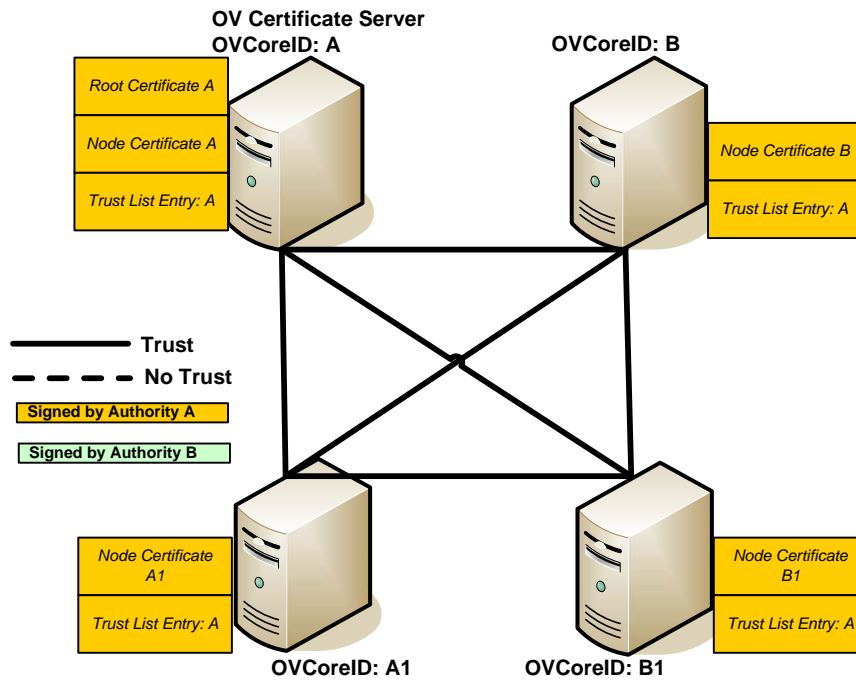 OV Certificate Server
OVCoreID: A
OVCoreID: B
Root Certificate A
Node Certificate A
Trust List Entry: A
Node Certificate B
Trust List Entry: A
Trust
No Trust
Signed by Authority A
Signed by Authority B
Node Certificate
A1
Trust List Entry: A
Node Certificate
B1
Trust List Entry: A
OVCoreID: A1
OVCoreID: B1